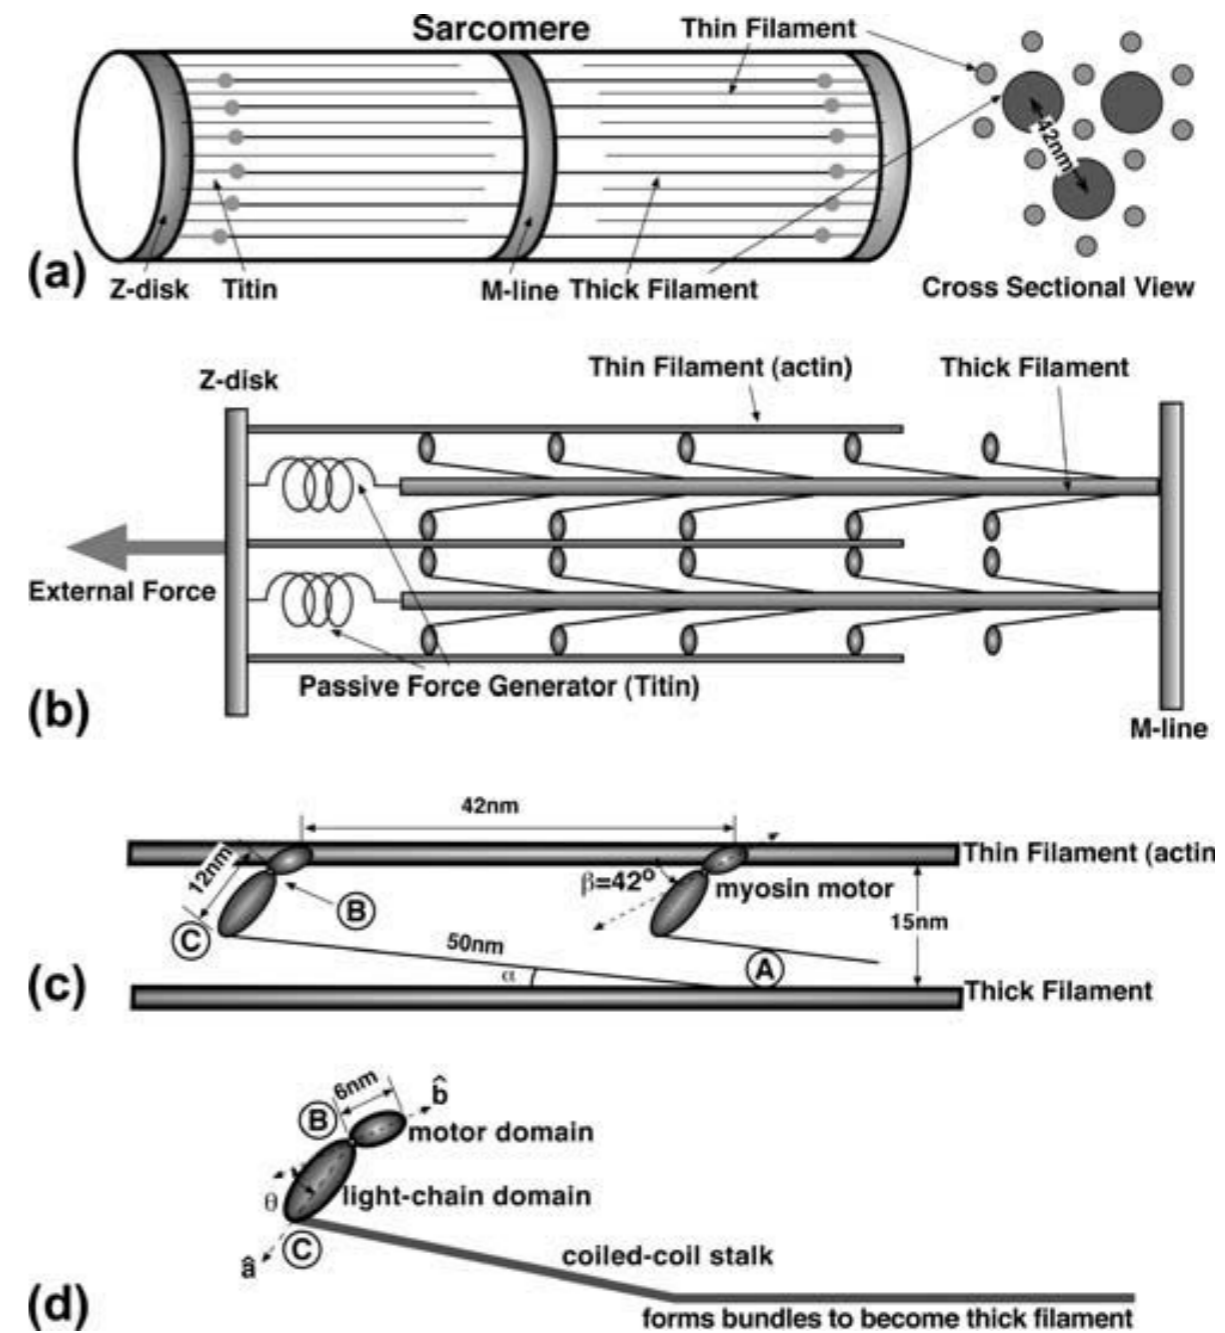 Sarcomere
Thin Filament
42nm
(a)
Z-disk
Titin
M-line
Thick Filament
Cross Sectional View
Z-disk
Thin Filament (actin)
Thick Filament
External Force
Passive Force Generator (Titin)
(b)
M-line
42nm
Thin Filament (actin
12nm
B
β=42°
myosin motor
15nm
C
50nm
A
α
(c)
Thick Filament
6nm
b̂
B
motor domain
θ
light-chain domain
C
â
coiled-coil stalk
(d)
forms bundles to become thick filament